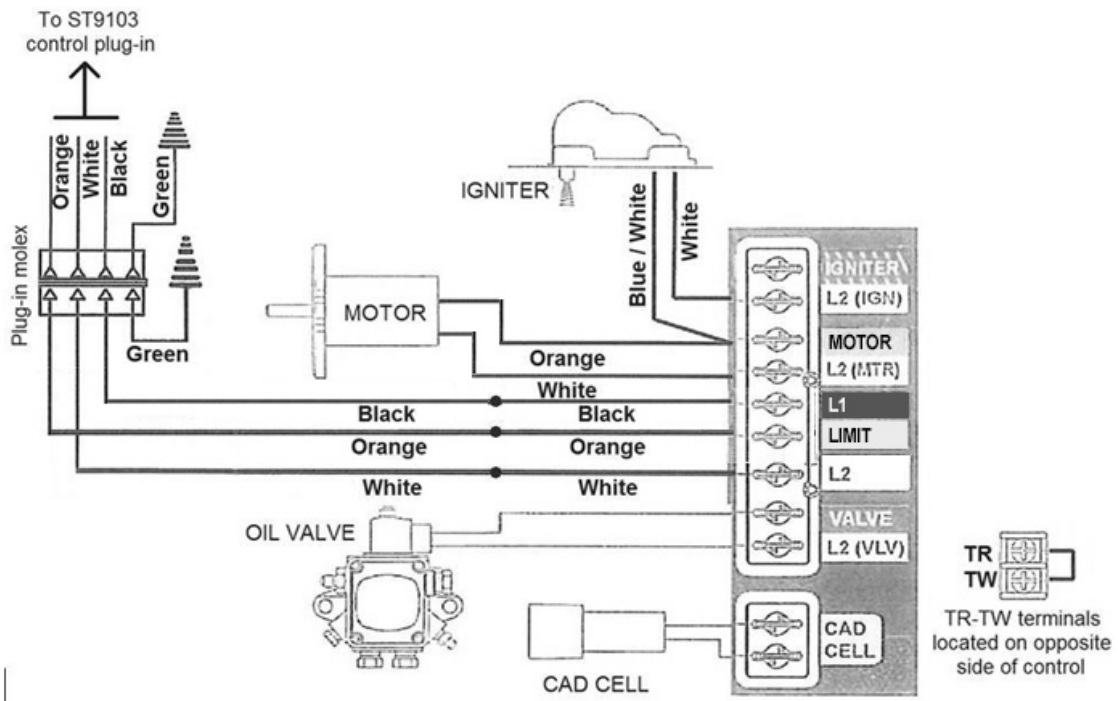 To ST9103
control plug-in
Orange
White
Black
Green
Plug-in molex
Green
IGNITER
Blue / White
White
MOTOR
Orange
White
Black
Black
Orange
Orange
White
White
OIL VALVE
CAD CELL
IGNITER
L2 (IGN)
MOTOR
L2 (MTR)
L1
LIMIT
L2
VALVE
L2 (VLV)
CAD
CELL
TR
TW
TR-TW terminals
located on opposite
side of control